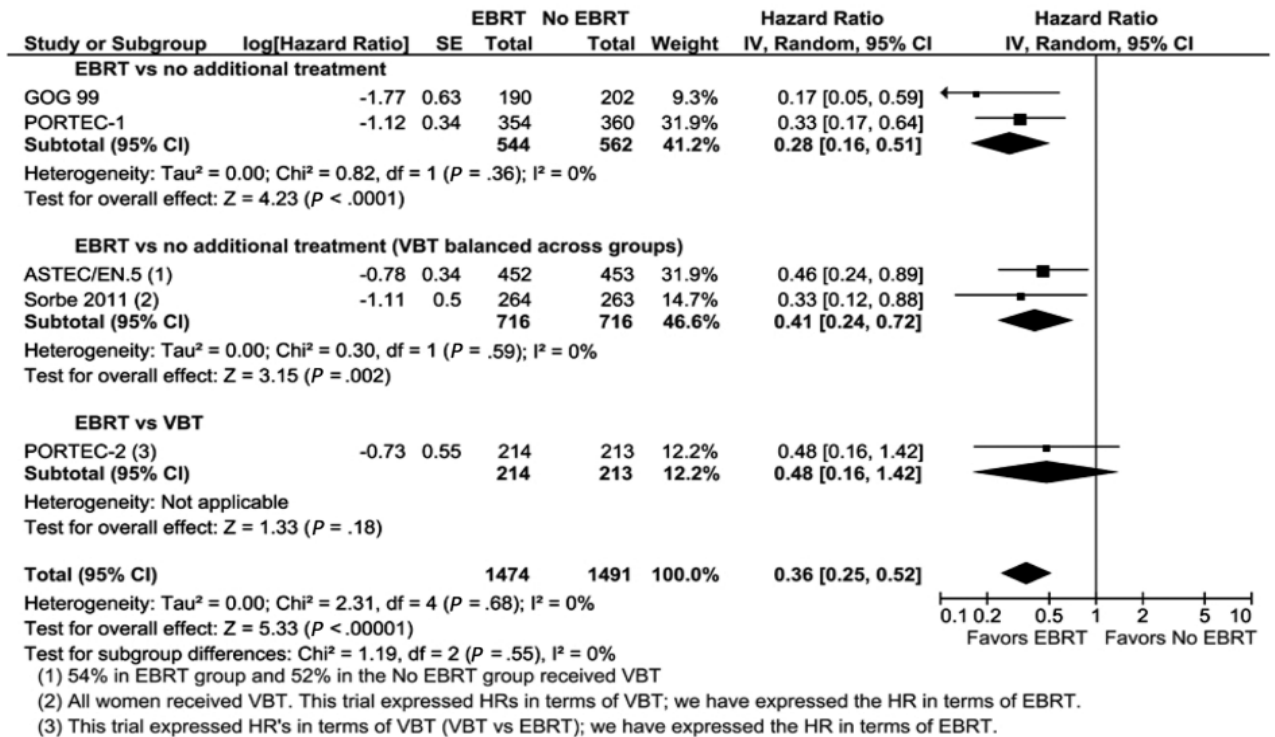 EBRT No EBRT Hazard Ratio Hazard Ratio
Study or Subgroup log[Hazard Ratio] SE Total Total Weight IV, Random, 95% CI IV, Random, 95% CI
EBRT vs no additional treatment
GOG 99 -1.77 0.63 190 202 9.3% 0.17 [0.05, 0.59]
PORTEC-1 -1.12 0.34 354 360 31.9% 0.33 [0.17, 0.64]
Subtotal (95% CI) 544 562 41.2% 0.28 [0.16, 0.51]
Heterogeneity: Tau² = 0.00; Chi² = 0.82, df = 1 (P = .36); I² = 0%
Test for overall effect: Z = 4.23 (P < .0001)
EBRT vs no additional treatment (VBT balanced across groups)
ASTEC/EN.5 (1) -0.78 0.34 452 453 31.9% 0.46 [0.24, 0.89]
Sorbe 2011 (2) -1.11 0.5 264 263 14.7% 0.33 [0.12, 0.88]
Subtotal (95% CI) 716 716 46.6% 0.41 [0.24, 0.72]
Heterogeneity: Tau² = 0.00; Chi² = 0.30, df = 1 (P = .59); I² = 0%
Test for overall effect: Z = 3.15 (P = .002)
EBRT vs VBT
PORTEC-2 (3) -0.73 0.55 214 213 12.2% 0.48 [0.16, 1.42]
Subtotal (95% CI) 214 213 12.2% 0.48 [0.16, 1.42]
Heterogeneity: Not applicable
Test for overall effect: Z = 1.33 (P = .18)
Total (95% CI) 1474 1491 100.0% 0.36 [0.25, 0.52]
Heterogeneity: Tau² = 0.00; Chi² = 2.31, df = 4 (P = .68); I² = 0%
0.1 0.2 0.5 1 2 5 10
Test for overall effect: Z = 5.33 (P < .00001)
Favors EBRT Favors No EBRT
Test for subgroup differences: Chi² = 1.19, df = 2 (P = .55), I² = 0%
(1) 54% in EBRT group and 52% in the No EBRT group received VBT
(2) All women received VBT. This trial expressed HRs in terms of VBT; we have expressed the HR in terms of EBRT.
(3) This trial expressed HR's in terms of VBT (VBT vs EBRT); we have expressed the HR in terms of EBRT.